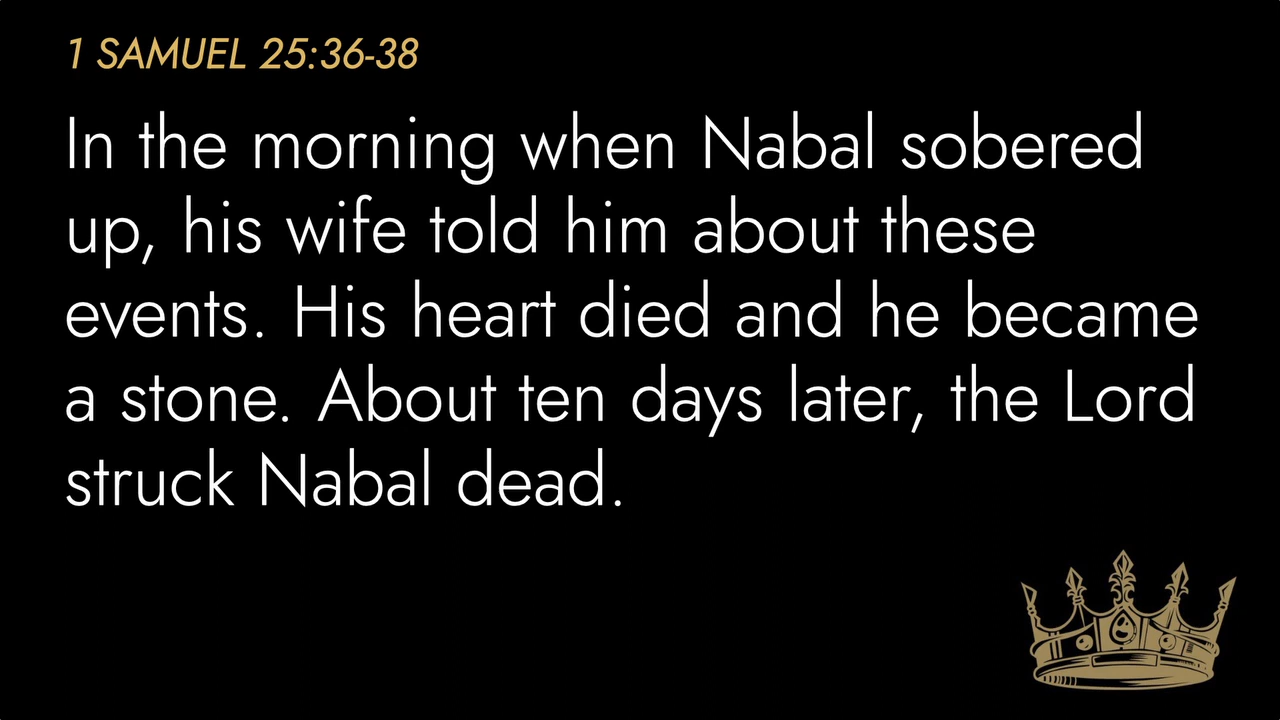 1 SAMUEL 25:36-38
In the morning when Nabal sobered
up, his wife told him about these
events. His heart died and he became
a stone. About ten days later, the Lord
struck Nabal dead.